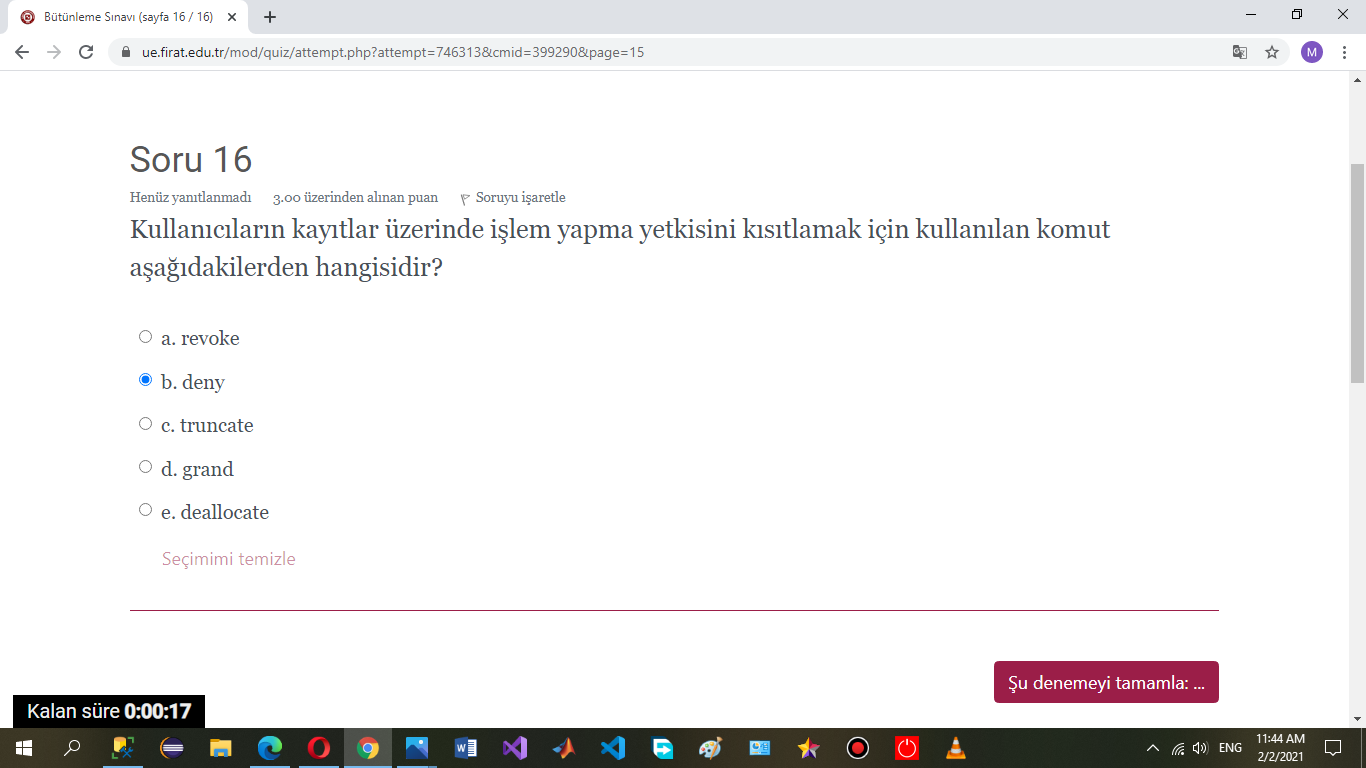 Bütünleme Sınavı (sayfa 16 / 16)
ue.firat.edu.tr/mod/quiz/attempt.php?attempt=746313&cmid=399290&page=15
M
Soru 16
Henüz yanıtlanmadı 3.00 üzerinden alınan puan Soruyu işaretle
Kullanıcıların kayıtlar üzerinde işlem yapma yetkisini kısıtlamak için kullanılan komut
aşağıdakilerden hangisidir?
a. revoke
b. deny
c. truncate
d. grand
e. deallocate
Seçimimi temizle
Şu denemeyi tamamla: ...
Kalan süre 0:00:17
ENG
11:44 AM
2/2/2021